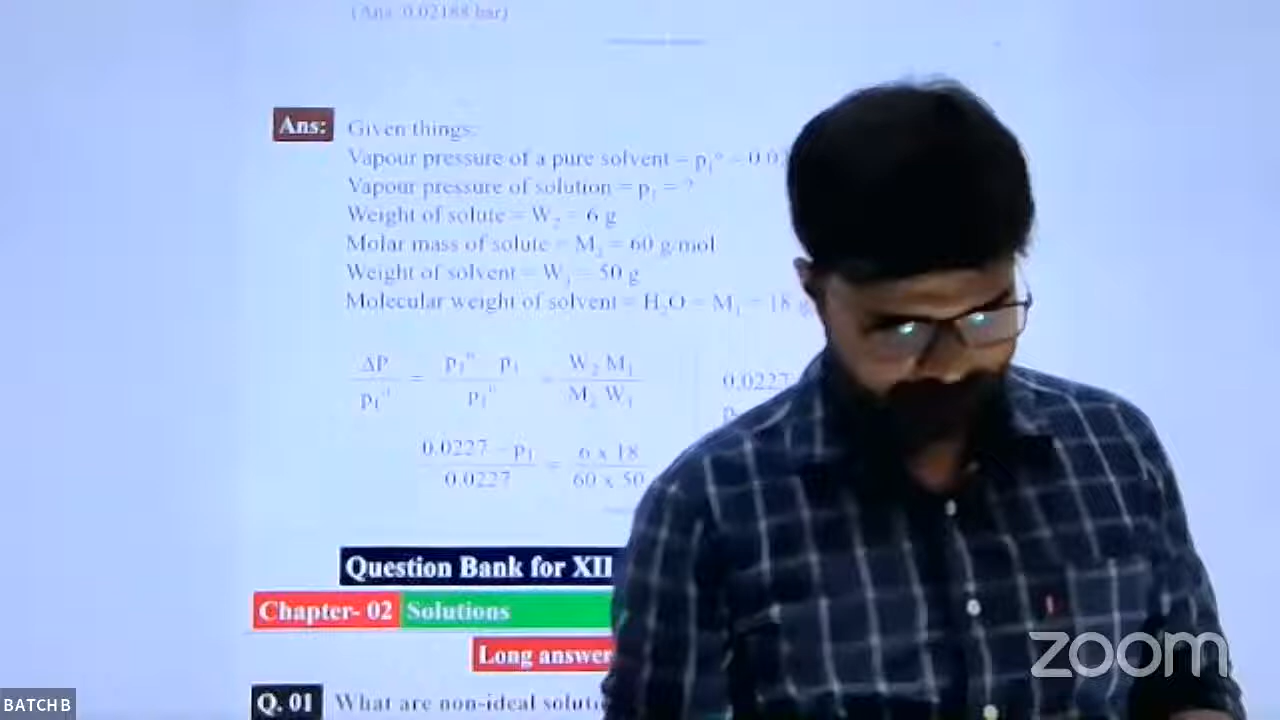 (Ans: 0.02188 bar)
Ans: Given things:
Vapour pressure of a pure solvent = p₁° = 0.0
Vapour pressure of solution = p₁ = ?
Weight of solute = W₂ = 6 g
Molar mass of solute = M₂ = 60 g/mol
Weight of solvent = W₁ = 50 g
Molecular weight of solvent = H₂O = M₁ = 18 g
ΔP / p₁° = p₁° - p₁ / p₁° = W₂ M₁ / M₂ W₁
0.0227
0.0227 - p₁ / 0.0227 = 6 x 18 / 60 x 50
Question Bank for XII
Chapter- 02 Solutions
Long answer
Q. 01 What are non-ideal
BATCH B
zoom